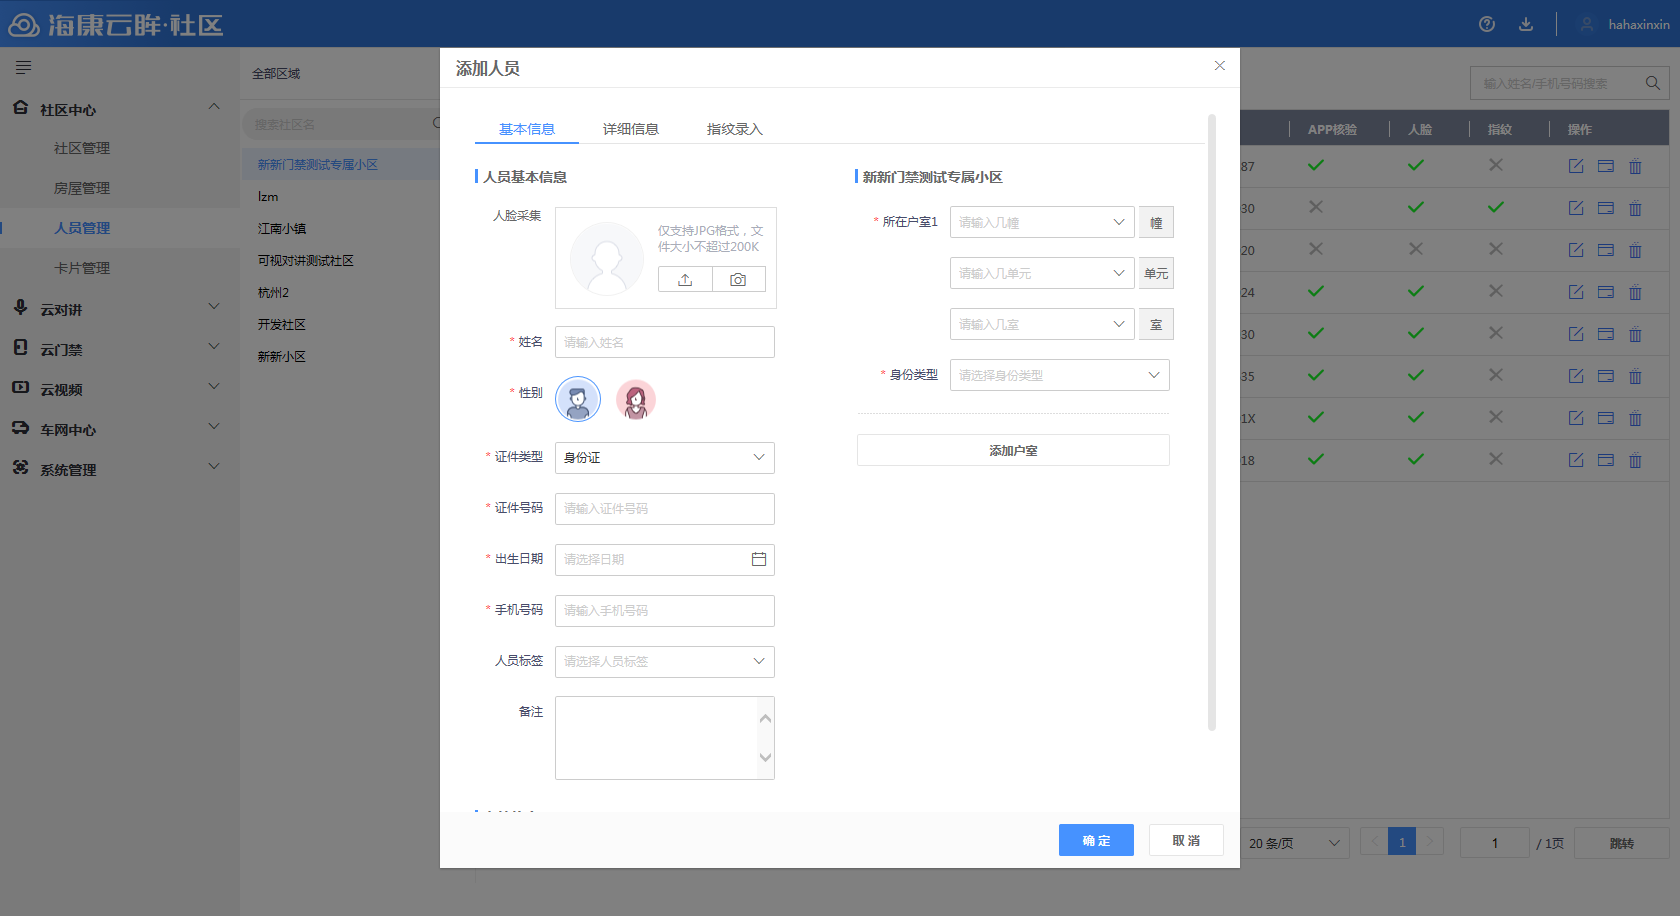 海康云眸·社区
hahaxinxin
社区中心
社区管理
房屋管理
人员管理
卡片管理
云对讲
云门禁
云视频
车网中心
系统管理
全部区域
搜索社区名
新新门禁测试专属小区
lzm
江南小镇
可视对讲测试社区
杭州2
开发社区
新新小区
添加人员
基本信息 详细信息 指纹录入
人员基本信息
人脸采集
仅支持JPG格式，文
件大小不超过200K
* 姓名 请输入姓名
* 性别
* 证件类型 身份证
* 证件号码 请输入证件号码
* 出生日期 请选择日期
* 手机号码 请输入手机号码
人员标签 请选择人员标签
备注
新新门禁测试专属小区
* 所在户室1 请输入几幢 幢
请输入几单元 单元
请输入几室 室
* 身份类型 请选择身份类型
添加户室
确 定 取 消
输入姓名/手机号码搜索
APP核验 人脸 指纹 操作
87
30
20
24
30
35
01X
18
20 条/页 1 1 / 1页 跳转